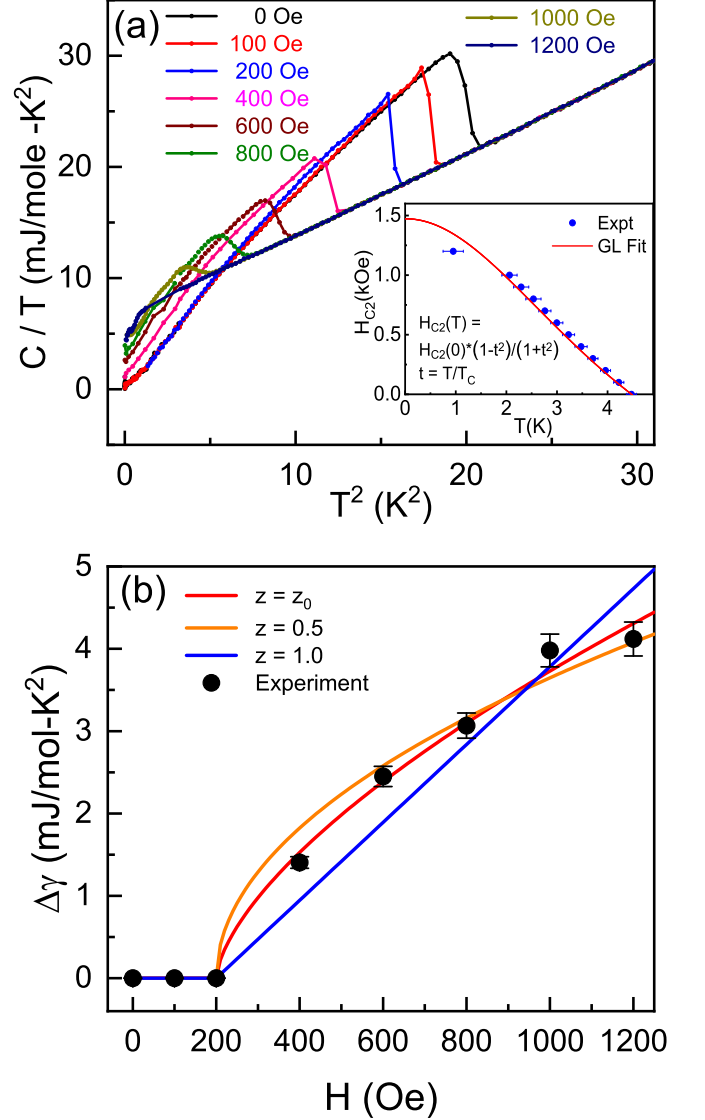 (a)
0 Oe
100 Oe
200 Oe
400 Oe
600 Oe
800 Oe
1000 Oe
1200 Oe
30
20
10
0
C / T (mJ/mole -K²)
0 10 20 30
T² (K²)
1.5
1.0
0.5
0.0
H_C2(kOe)
Expt
GL Fit
H_C2(T) =
H_C2(0)*(1-t²)/(1+t²)
t = T/T_C
0 1 2 3 4
T(K)
(b)
z = z₀
z = 0.5
z = 1.0
Experiment
5
4
3
2
1
0
Δγ (mJ/mol-K²)
0 200 400 600 800 1000 1200
H (Oe)